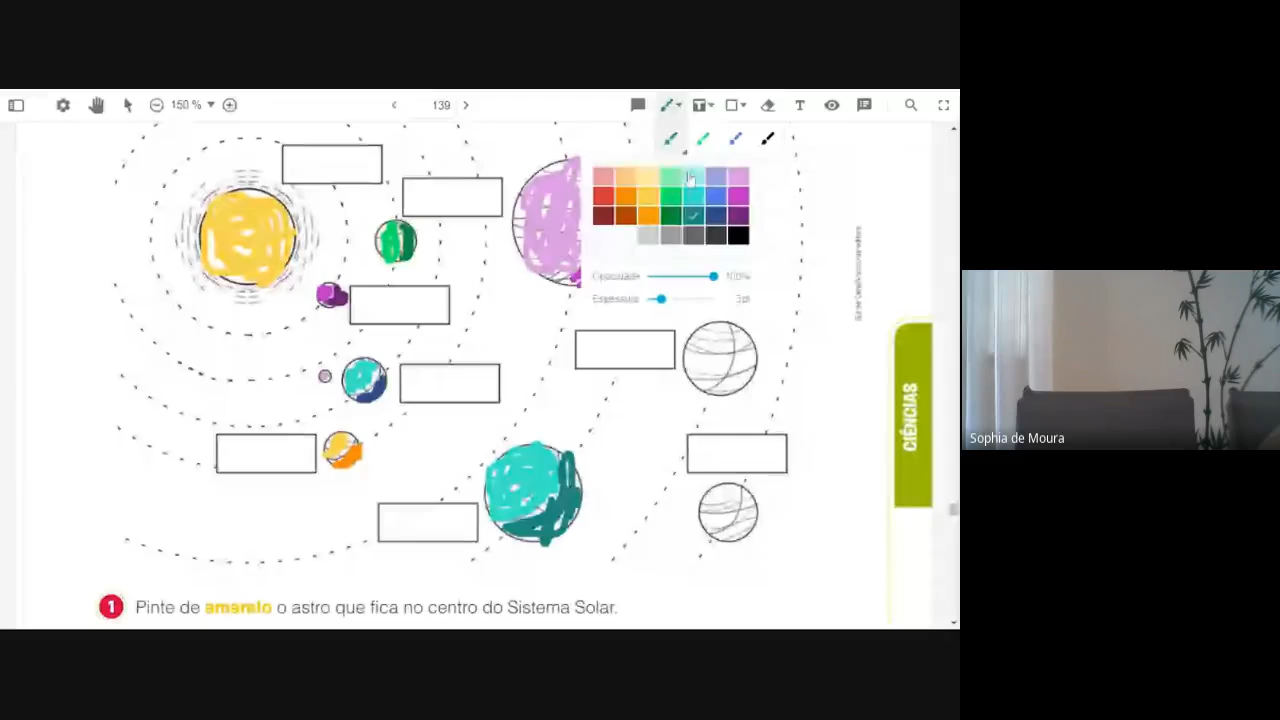 150 %
139
Opacidade 100%
Espessura 3pt
CIÊNCIAS
Sophia de Moura
1 Pinte de amarelo o astro que fica no centro do Sistema Solar.